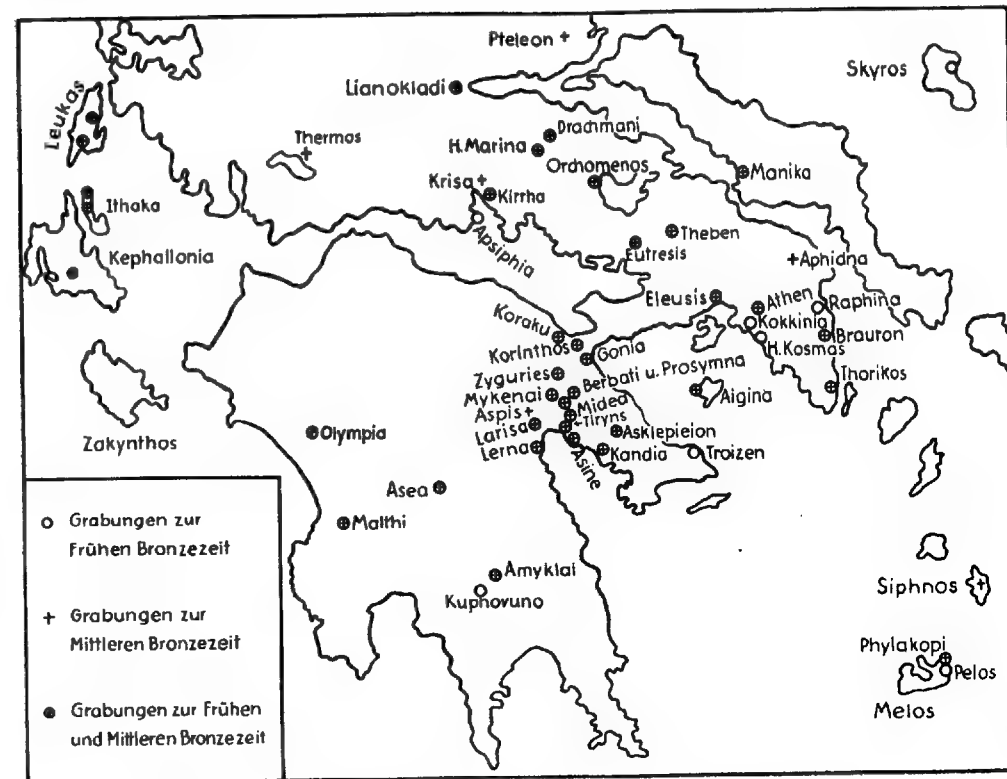 Pteleon
Skyros
Lianokladi
Leukas
Drachmani
Thermos
H.Marina
Orchomenos
Manika
Krisa
Kirrha
Ithaka
Apsiphia
Theben
Eutresis
Kephallonia
Aphidna
Eleusis
Athen
Raphina
Koraku
Kokkinia
Brauron
Korinthos
H.Kosmas
Gonia
Zyguries
Berbati u. Prosymna
Thorikos
Mykenai
Aigina
Aspis
Midea
Tiryns
Zakynthos
Larisa
Olympia
Asklepieion
Lerna
Asine
Kandia
Troizen
Asea
Malthi
Amyklai
Kuphovuno
Siphnos
Phylakopi
Pelos
Melos
Grabungen zur
Frühen Bronzezeit
Grabungen zur
Mittleren Bronzezeit
Grabungen zur Frühen
und Mittleren Bronzezeit